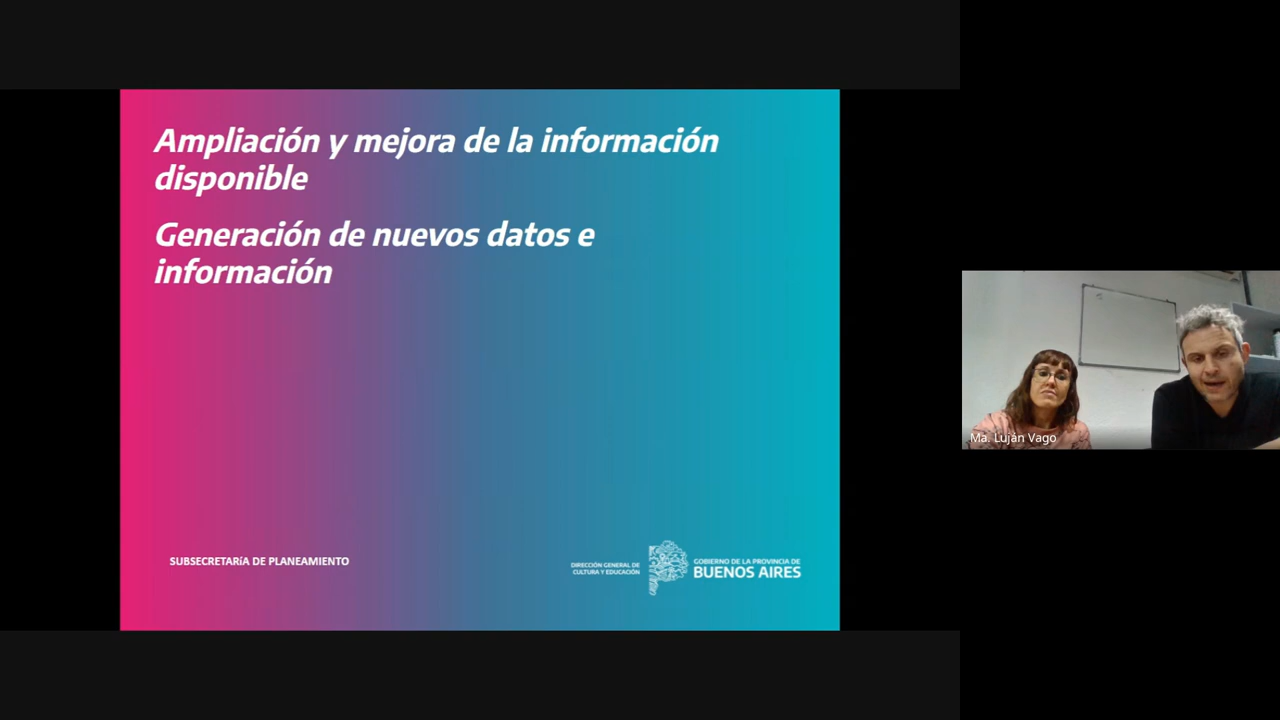 Ampliación y mejora de la información
disponible
Generación de nuevos datos e
información
SUBSECRETARíA DE PLANEAMIENTO
DIRECCIÓN GENERAL DE
CULTURA Y EDUCACIÓN
GOBIERNO DE LA PROVINCIA DE
BUENOS AIRES
Ma. Luján Vago